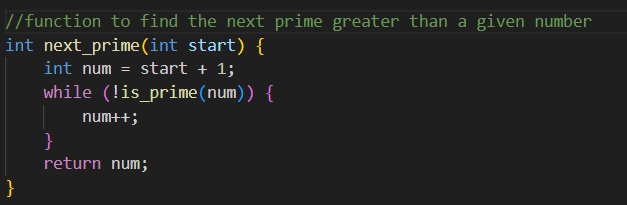 //function to find the next prime greater than a given number
int next_prime(int start) {
    int num = start + 1;
    while (!is_prime(num)) {
        num++;
    }
    return num;
}